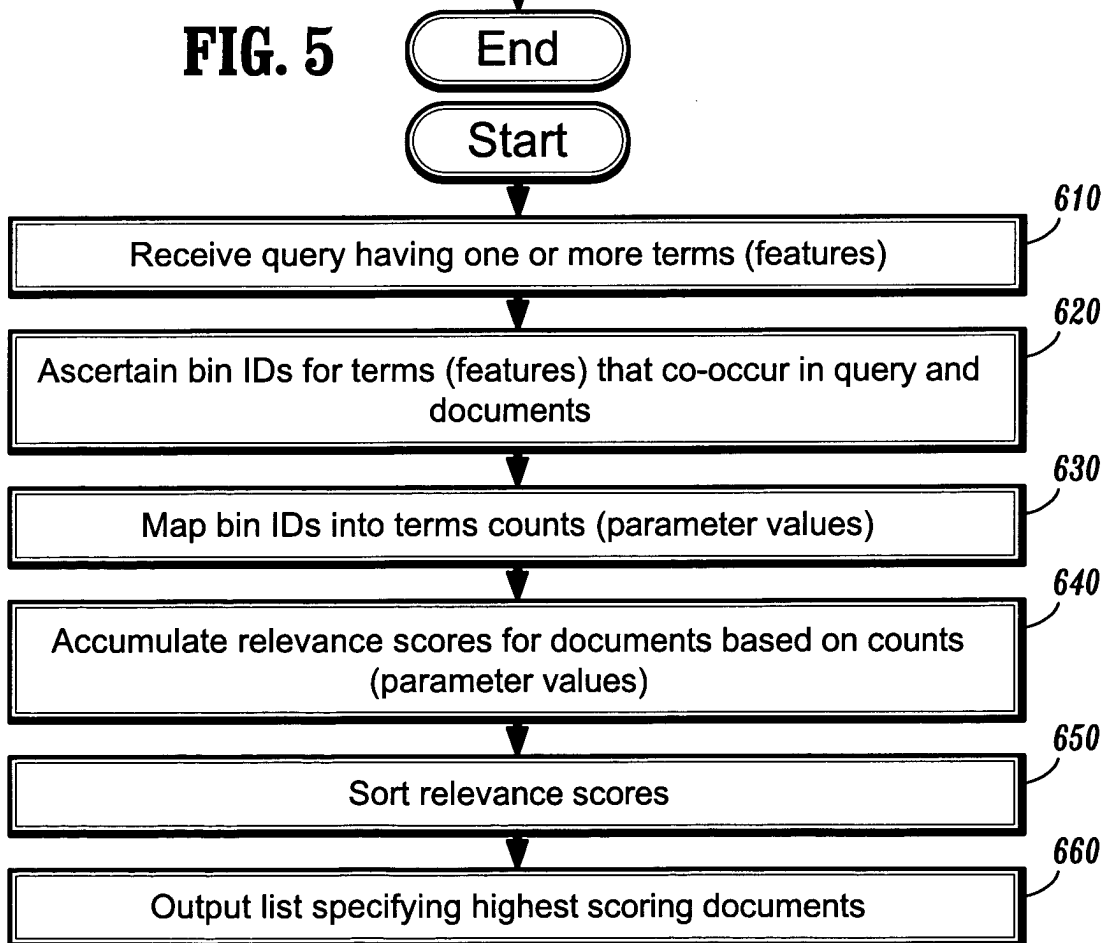 FIG. 5
End
Start
610
Receive query having one or more terms (features)
620
Ascertain bin IDs for terms (features) that co-occur in query and
documents
630
Map bin IDs into terms counts (parameter values)
640
Accumulate relevance scores for documents based on counts
(parameter values)
650
Sort relevance scores
660
Output list specifying highest scoring documents